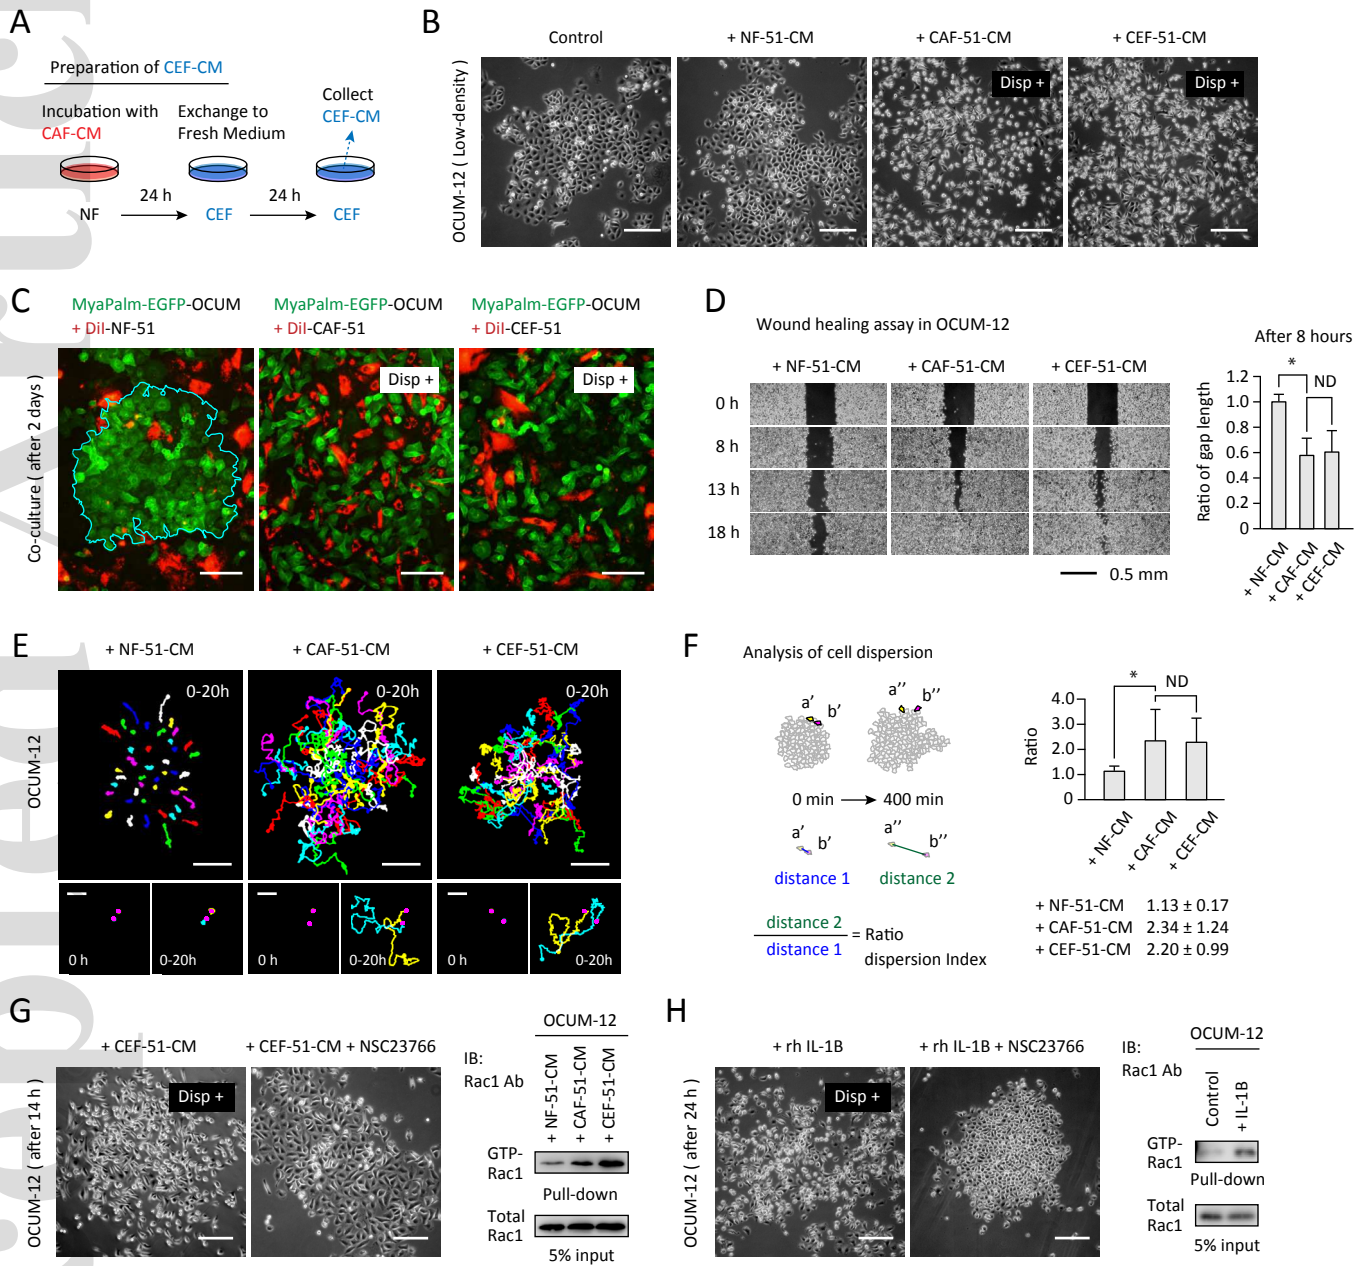 A
Preparation of CEF-CM
Incubation with
CAF-CM
Exchange to
Fresh Medium
Collect
CEF-CM
24 h
24 h
NF
CEF
CEF
B
Control
+ NF-51-CM
+ CAF-51-CM
+ CEF-51-CM
OCUM-12 ( Low-density )
Disp +
Disp +
C
MyaPalm-EGFP-OCUM
+ DiI-NF-51
MyaPalm-EGFP-OCUM
+ DiI-CAF-51
MyaPalm-EGFP-OCUM
+ DiI-CEF-51
Co-culture ( after 2 days )
Disp +
Disp +
D
Wound healing assay in OCUM-12
+ NF-51-CM
+ CAF-51-CM
+ CEF-51-CM
0 h
8 h
13 h
18 h
0.5 mm
After 8 hours
*
ND
Ratio of gap length
1.2
1.0
0.8
0.6
0.4
0.2
0
+ NF-CM
+ CAF-CM
+ CEF-CM
E
+ NF-51-CM
+ CAF-51-CM
+ CEF-51-CM
OCUM-12
0-20h
0-20h
0-20h
0 h
0-20h
0 h
0-20h
0 h
0-20h
F
Analysis of cell dispersion
a'
b'
a''
b''
0 min
400 min
a'
b'
a''
b''
distance 1
distance 2
distance 2
distance 1
= Ratio
dispersion Index
*
ND
Ratio
4.0
3.0
2.0
1.0
0
+ NF-CM
+ CAF-CM
+ CEF-CM
+ NF-51-CM 1.13 ± 0.17
+ CAF-51-CM 2.34 ± 1.24
+ CEF-51-CM 2.20 ± 0.99
G
+ CEF-51-CM
+ CEF-51-CM + NSC23766
OCUM-12 ( after 14 h )
Disp +
OCUM-12
IB:
Rac1 Ab
+ NF-51-CM
+ CAF-51-CM
+ CEF-51-CM
GTP-
Rac1
Pull-down
Total
Rac1
5% input
H
+ rh IL-1B
+ rh IL-1B + NSC23766
OCUM-12 ( after 24 h )
Disp +
OCUM-12
IB:
Rac1 Ab
Control
+ IL-1B
GTP-
Rac1
Pull-down
Total
Rac1
5% input